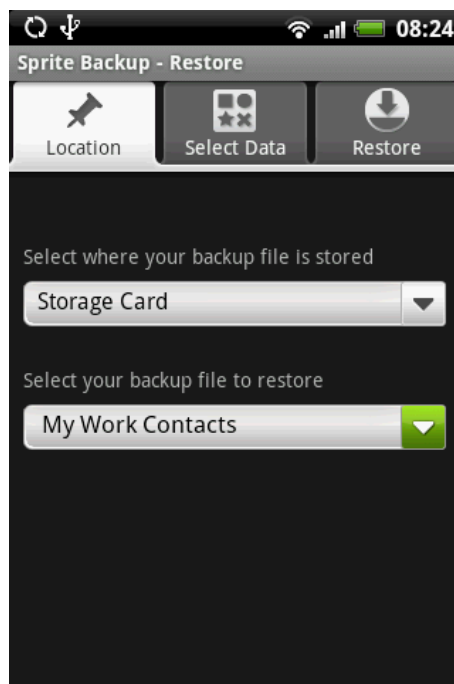 08:24
Sprite Backup - Restore
Location
Select Data
Restore
Select where your backup file is stored
Storage Card
Select your backup file to restore
My Work Contacts